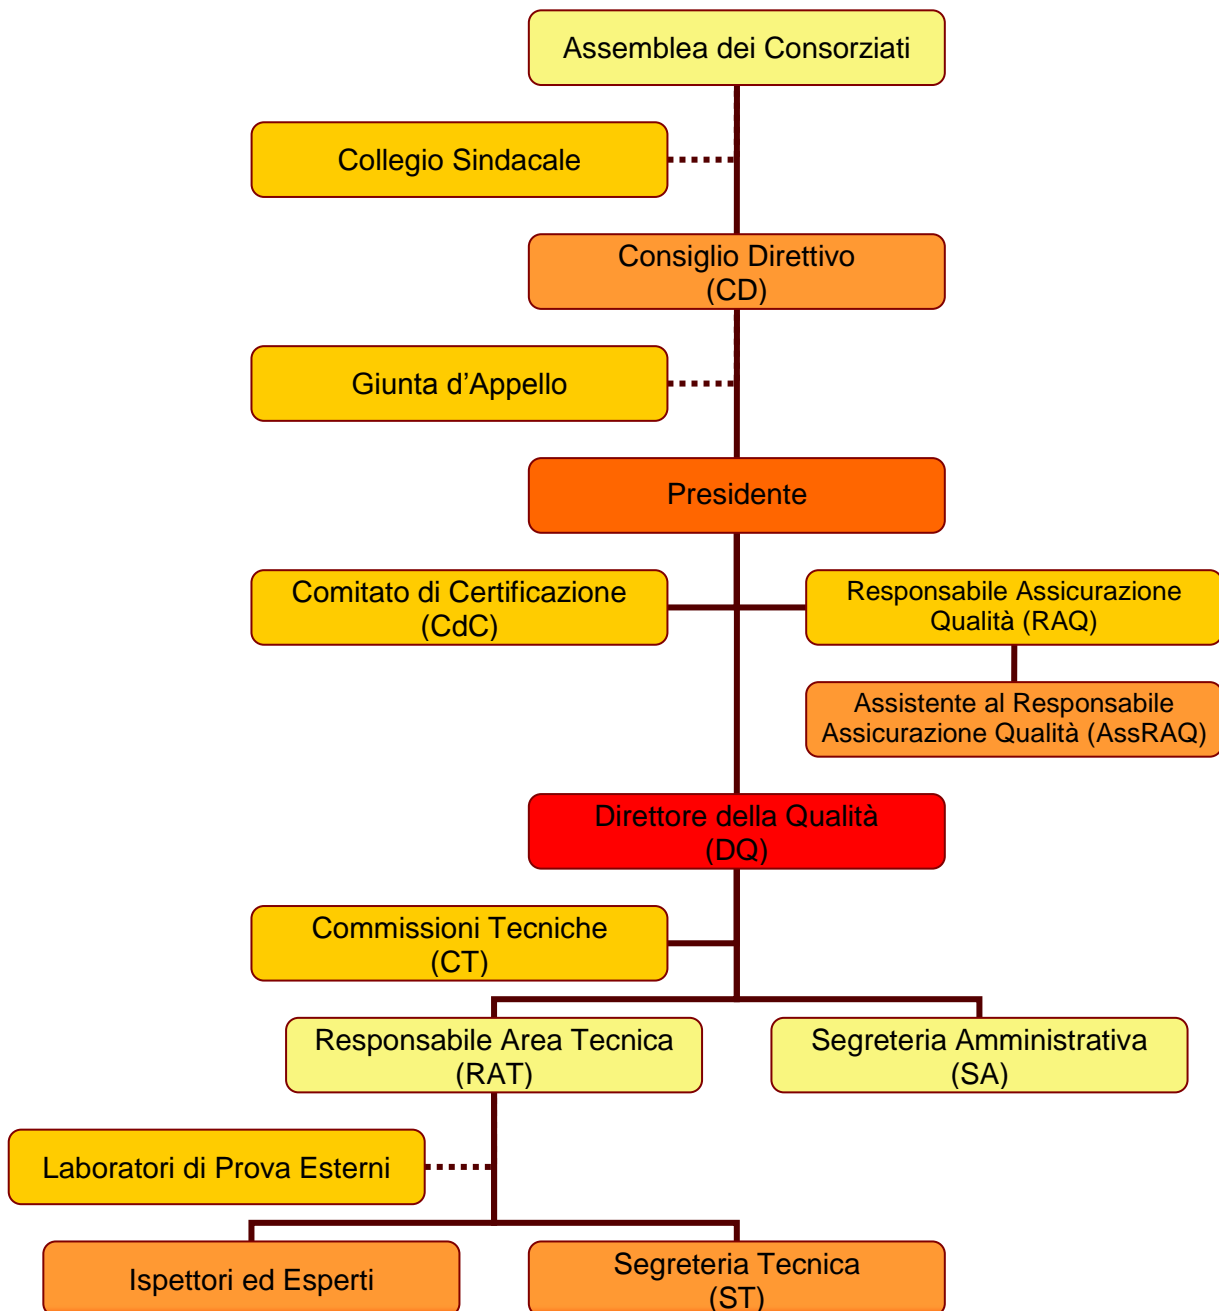 Assemblea dei Consorziati
Collegio Sindacale
Consiglio Direttivo
(CD)
Giunta d’Appello
Presidente
Comitato di Certificazione
(CdC)
Responsabile Assicurazione
Qualità (RAQ)
Assistente al Responsabile
Assicurazione Qualità (AssRAQ)
Direttore della Qualità
(DQ)
Commissioni Tecniche
(CT)
Responsabile Area Tecnica
(RAT)
Segreteria Amministrativa
(SA)
Laboratori di Prova Esterni
Ispettori ed Esperti
Segreteria Tecnica
(ST)